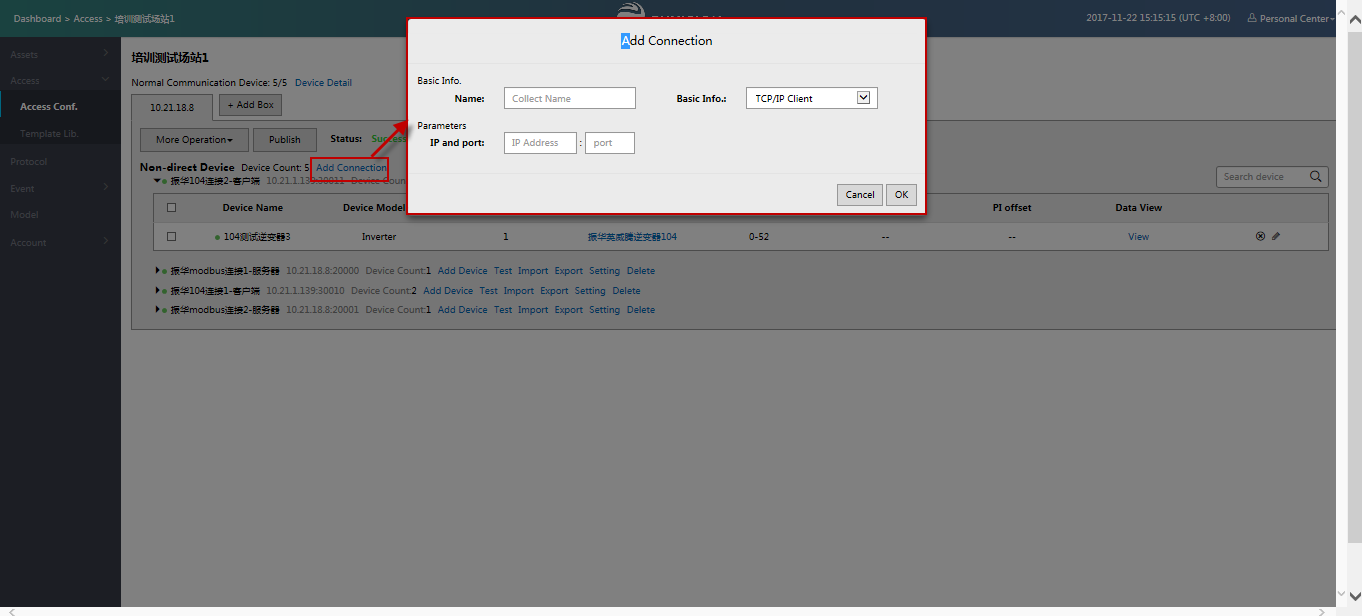 Dashboard > Access > 培训测试场站1
2017-11-22 15:15:15 (UTC +8:00)
Personal Center
Assets
Access
Access Conf.
Template Lib.
Protocol
Event
Model
Account
培训测试场站1
Normal Communication Device: 5/5 Device Detail
10.21.18.8
+ Add Box
More Operation
Publish
Status:
Success
Non-direct Device Device Count: 5 Add Connection
振华104连接2-客户端 10.21.1.139:30011 Device Coun
Search device
Device Name
Device Model
PI offset
Data View
104测试逆变器3
Inverter
1
振华英威腾逆变器104
0-52
--
--
View
振华modbus连接1-服务器 10.21.18.8:20000 Device Count:1 Add Device Test Import Export Setting Delete
振华104连接1-客户端 10.21.1.139:30010 Device Count:2 Add Device Test Import Export Setting Delete
振华modbus连接2-服务器 10.21.18.8:20001 Device Count:1 Add Device Test Import Export Setting Delete
Add Connection
Basic Info.
Name:
Collect Name
Basic Info.:
TCP/IP Client
Parameters
IP and port:
IP Address
:
port
Cancel
OK